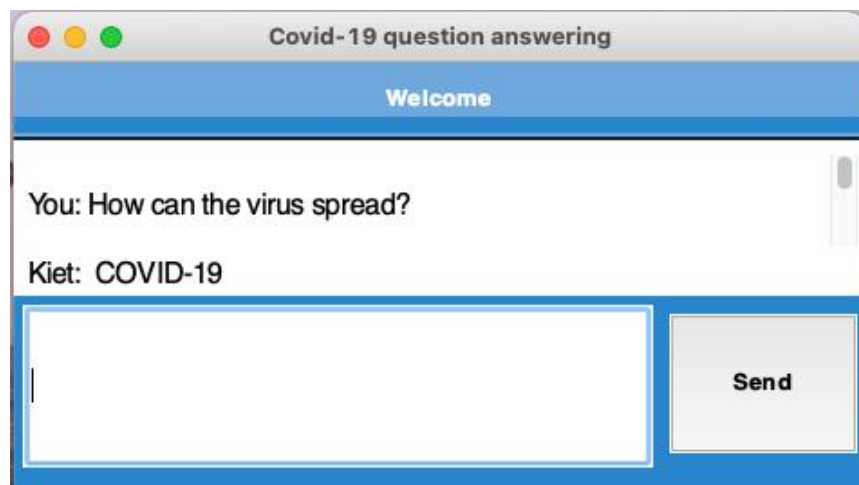 Covid-19 question answering
Welcome
You: How can the virus spread?
Kiet: COVID-19
Send